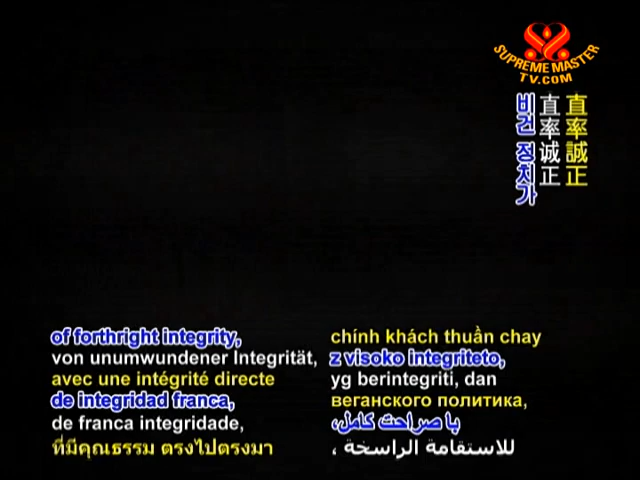 SUPREME MASTER
TV.COM
直率誠正
直率诚正
비건 정치가
of forthright integrity,
von unumwundener Integrität,
avec une intégrité directe
de integridad franca,
de franca integridade,
ที่มีคุณธรรม ตรงไปตรงมา
chính khách thuần chay
z visoko integriteto,
yg berintegriti, dan
веганского политика,
با صراحت کامل،
للاستقامة الراسخة ،